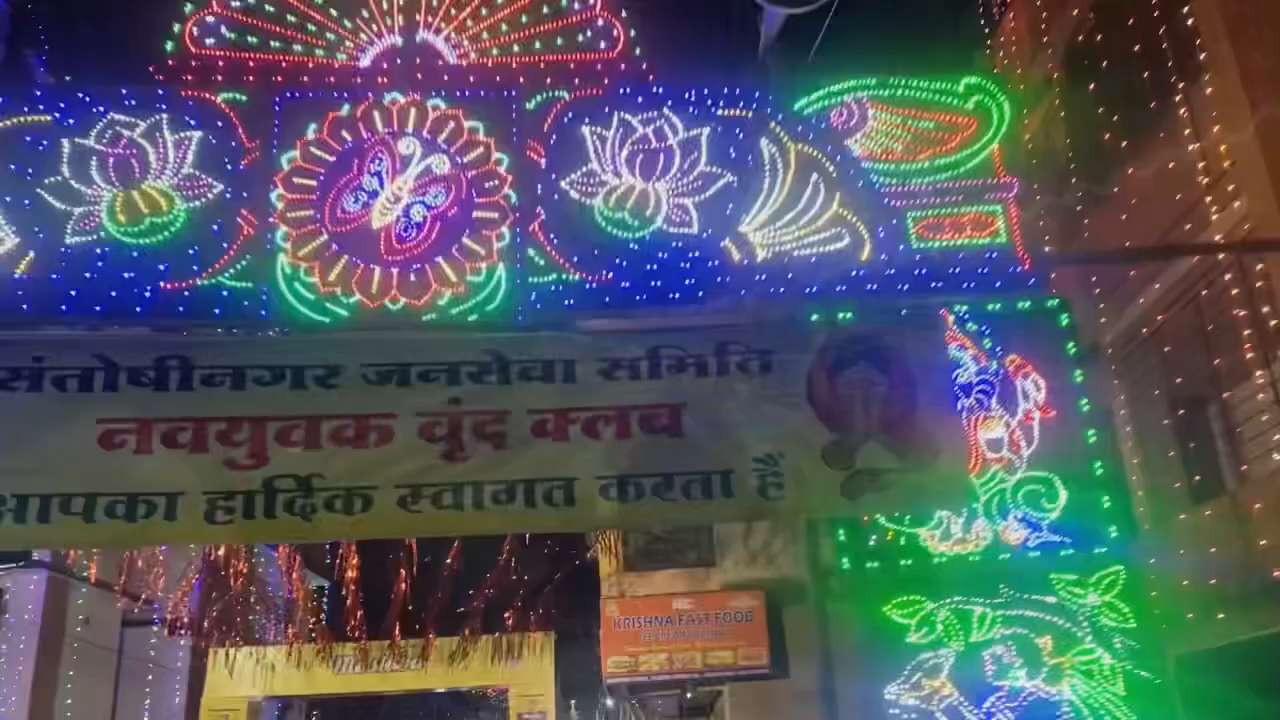 संतोषीनगर जनसेवा समिति
नवयुवक वृंद क्लब
आपका हार्दिक स्वागत करता है
KRISHNA FAST FOOD